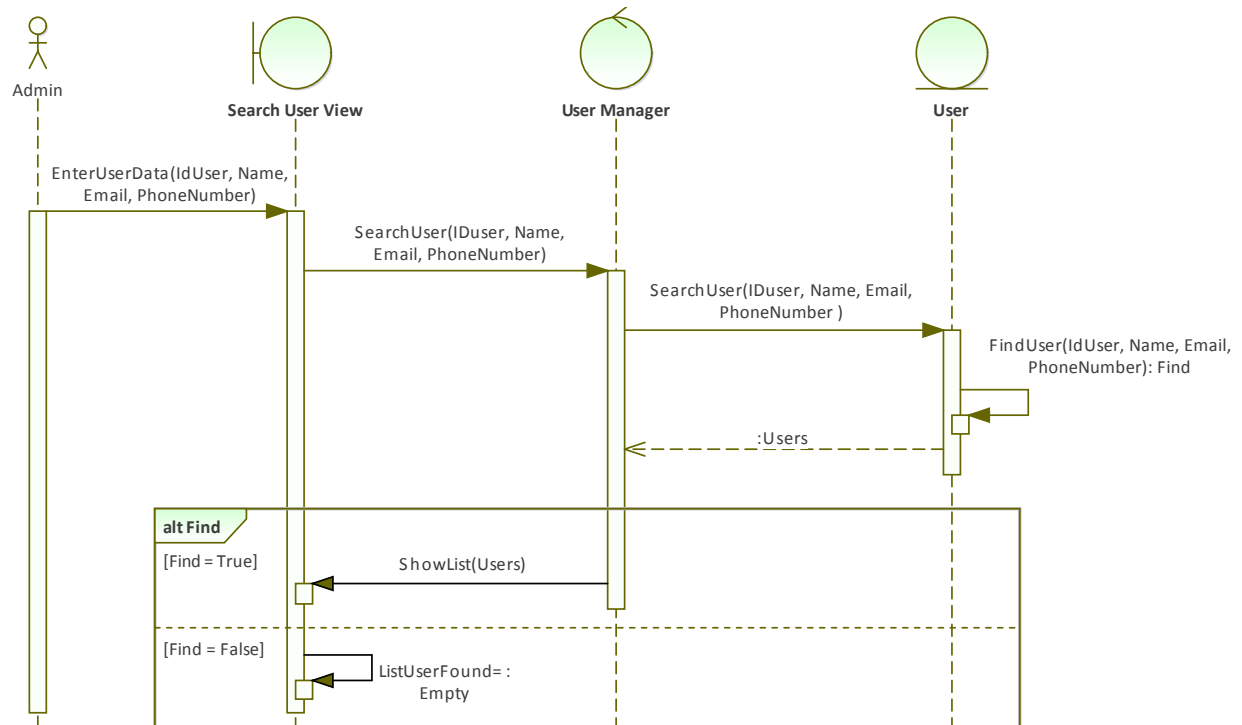 Admin
Search User View
User Manager
User
EnterUserData(IdUser, Name,
Email, PhoneNumber)
SearchUser(IDuser, Name,
Email, PhoneNumber)
SearchUser(IDuser, Name, Email,
PhoneNumber )
FindUser(IdUser, Name, Email,
PhoneNumber): Find
:Users
alt Find
[Find = True]
ShowList(Users)
[Find = False]
ListUserFound= :
Empty